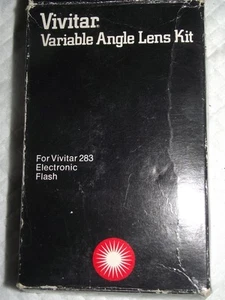 Vivitar.
Variable Angle Lens Kit
For Vivitar 283
Electronic
Flash